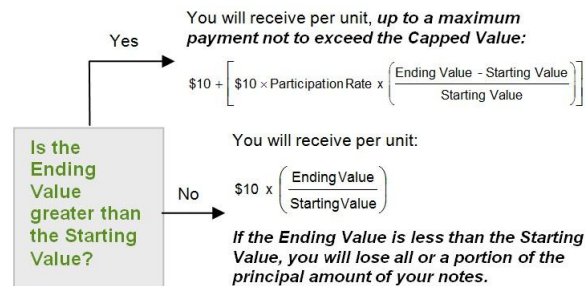 You will receive per unit, up to a maximum
payment not to exceed the Capped Value:
Yes
$10 + [ $10 × Participation Rate x ( Ending Value - Starting Value / Starting Value ) ]
Is the
Ending
Value
greater than
the Starting
Value?
You will receive per unit:
No
$10 x ( Ending Value / Starting Value )
If the Ending Value is less than the Starting
Value, you will lose all or a portion of the
principal amount of your notes.